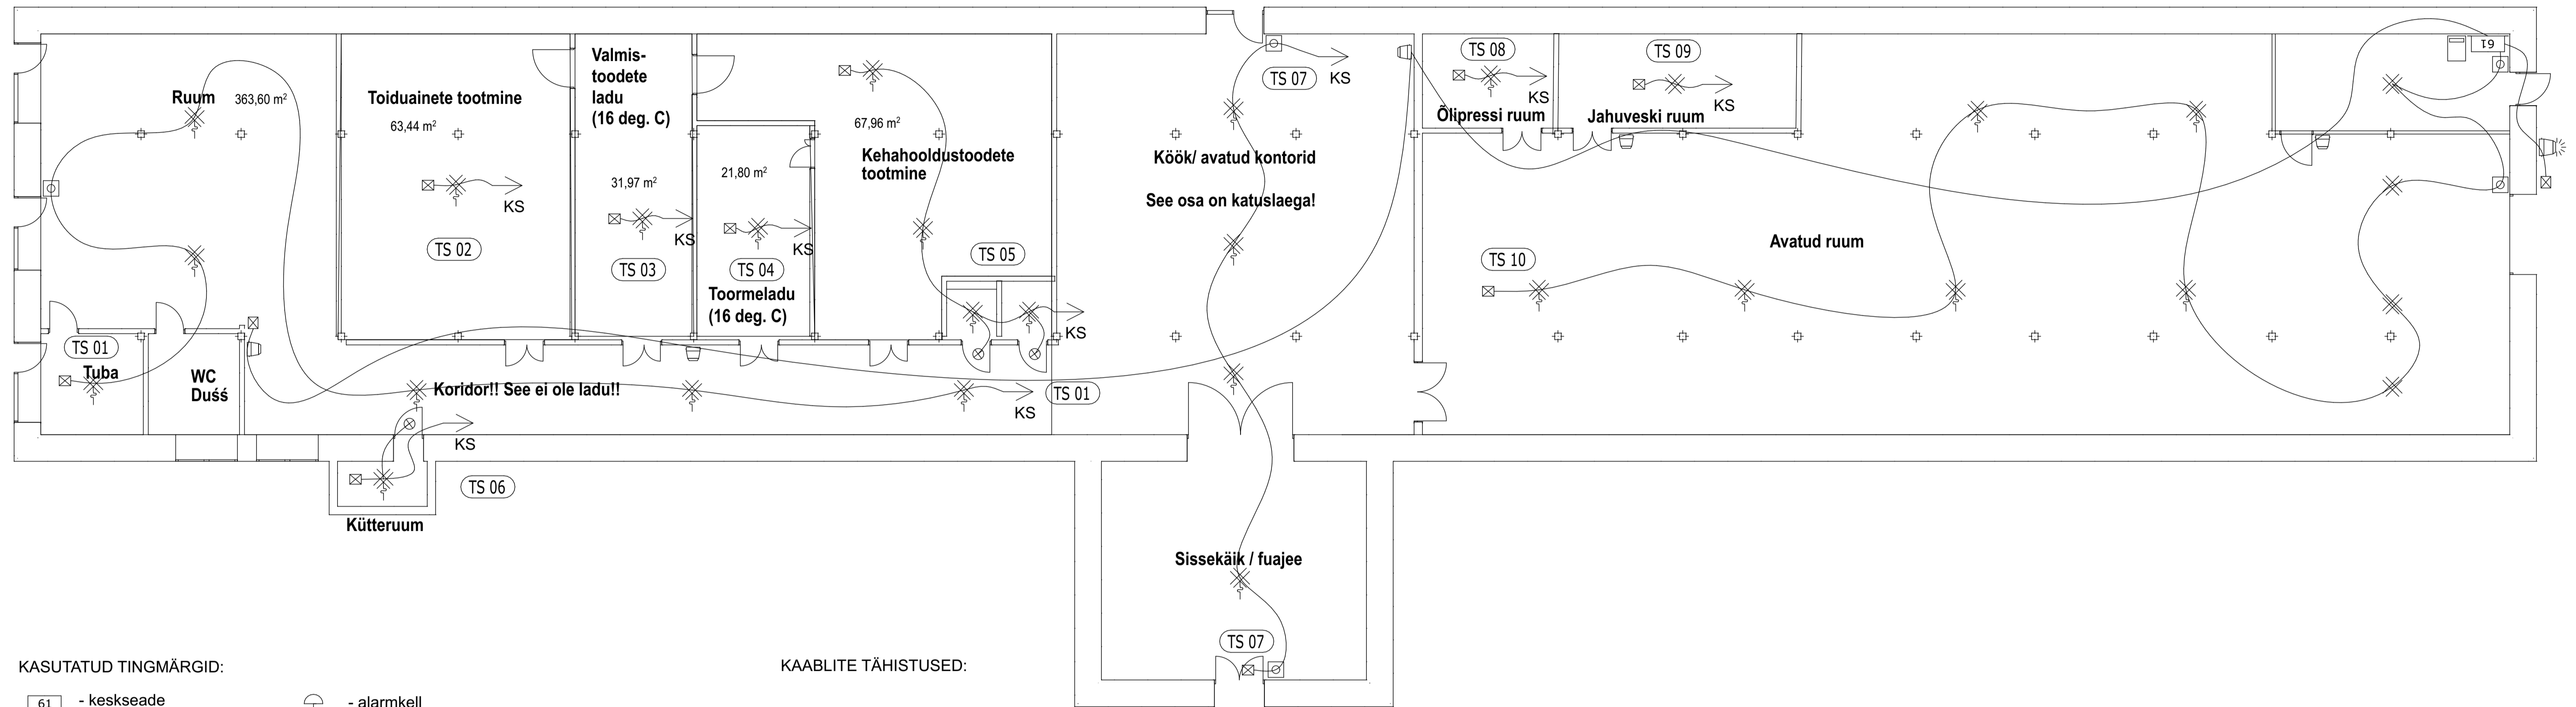 Ruum
363,60 m²
Toiduainete tootmine
63,44 m²
KS
TS 02
Valmis-
toodete
ladu
(16 deg. C)
31,97 m²
KS
TS 03
21,80 m²
KS
TS 04
Toormeladu
(16 deg. C)
67,96 m²
Kehahooldustoodete
tootmine
TS 05
KS
TS 01
Tuba
WC
Duśś
Koridor!! See ei ole ladu!!
KS
TS 01
KS
TS 06
Kütteruum
TS 07
KS
Köök/ avatud kontorid
See osa on katuslaega!
TS 08
KS
Õlipressi ruum
TS 09
KS
Jahuveski ruum
61
TS 10
Avatud ruum
Sissekäik / fuajee
TS 07
KASUTATUD TINGMÄRGID:
61 - keskseade
- alarmkell
KAABLITE TÄHISTUSED: